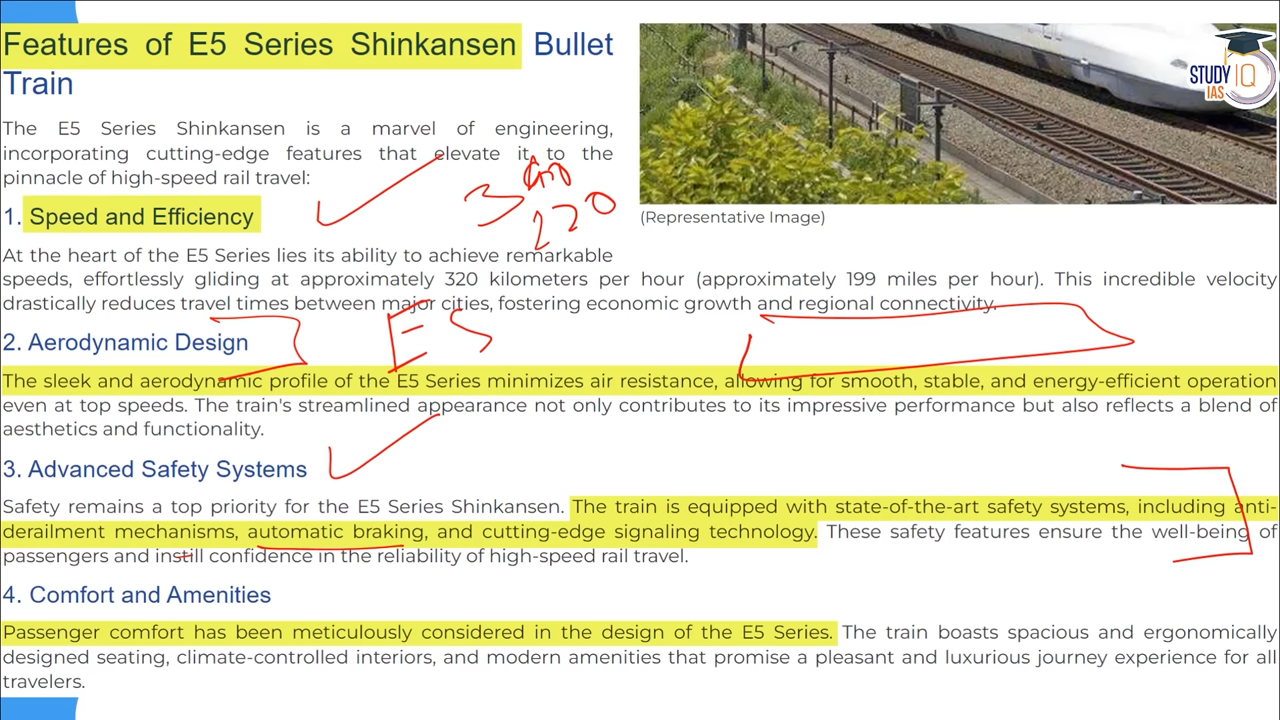 Features of E5 Series Shinkansen Bullet
Train
STUDY IQ
IAS
The E5 Series Shinkansen is a marvel of engineering,
incorporating cutting-edge features that elevate it to the
pinnacle of high-speed rail travel:
1. Speed and Efficiency
(Representative Image)
At the heart of the E5 Series lies its ability to achieve remarkable
speeds, effortlessly gliding at approximately 320 kilometers per hour (approximately 199 miles per hour). This incredible velocity
drastically reduces travel times between major cities, fostering economic growth and regional connectivity.
2. Aerodynamic Design
E5
The sleek and aerodynamic profile of the E5 Series minimizes air resistance, allowing for smooth, stable, and energy-efficient operation
even at top speeds. The train's streamlined appearance not only contributes to its impressive performance but also reflects a blend of
aesthetics and functionality.
3. Advanced Safety Systems
Safety remains a top priority for the E5 Series Shinkansen. The train is equipped with state-of-the-art safety systems, including anti-
derailment mechanisms, automatic braking, and cutting-edge signaling technology. These safety features ensure the well-being of
passengers and instill confidence in the reliability of high-speed rail travel.
4. Comfort and Amenities
Passenger comfort has been meticulously considered in the design of the E5 Series. The train boasts spacious and ergonomically
designed seating, climate-controlled interiors, and modern amenities that promise a pleasant and luxurious journey experience for all
travelers.